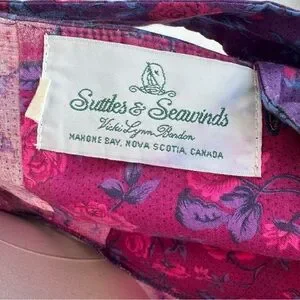 Suttles & Seawinds
Vicki Lynn Bardon
MAHONE BAY, NOVA SCOTIA, CANADA